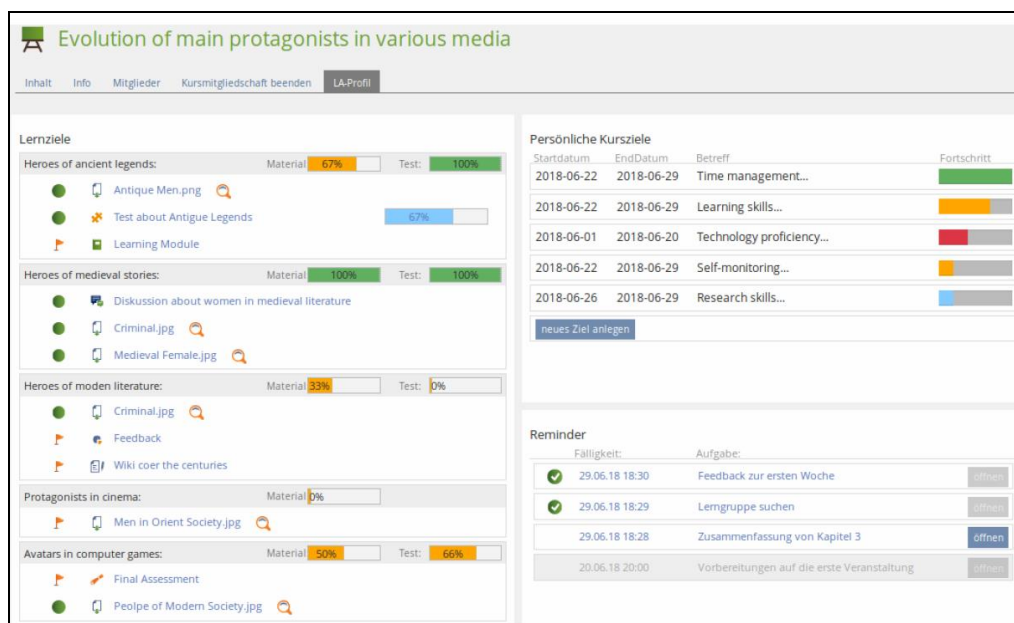 Evolution of main protagonists in various media
Inhalt Info Mitglieder Kursmitgliedschaft beenden LA-Profil
Lernziele
Heroes of ancient legends: Material: 67% Test: 100%
Antique Men.png
Test about Antigue Legends 67%
Learning Module
Heroes of medieval stories: Material: 100% Test: 100%
Diskussion about women in medieval literature
Criminal.jpg
Medieval Female.jpg
Heroes of moden literature: Material: 33% Test: 0%
Criminal.jpg
Feedback
Wiki coer the centuries
Protagonists in cinema: Material: 0%
Men in Orient Society.jpg
Avatars in computer games: Material: 50% Test: 66%
Final Assessment
Peolpe of Modern Society.jpg
Persönliche Kursziele
Startdatum EndDatum Betreff Fortschritt
2018-06-22 2018-06-29 Time management...
2018-06-22 2018-06-29 Learning skills...
2018-06-01 2018-06-20 Technology proficiency...
2018-06-22 2018-06-29 Self-monitoring...
2018-06-26 2018-06-29 Research skills...
neues Ziel anlegen
Reminder
Fälligkeit: Aufgabe:
29.06.18 18:30 Feedback zur ersten Woche öffnen
29.06.18 18:29 Lerngruppe suchen öffnen
29.06.18 18:28 Zusammenfassung von Kapitel 3 öffnen
20.06.18 20:00 Vorbereitungen auf die erste Veranstaltung öffnen